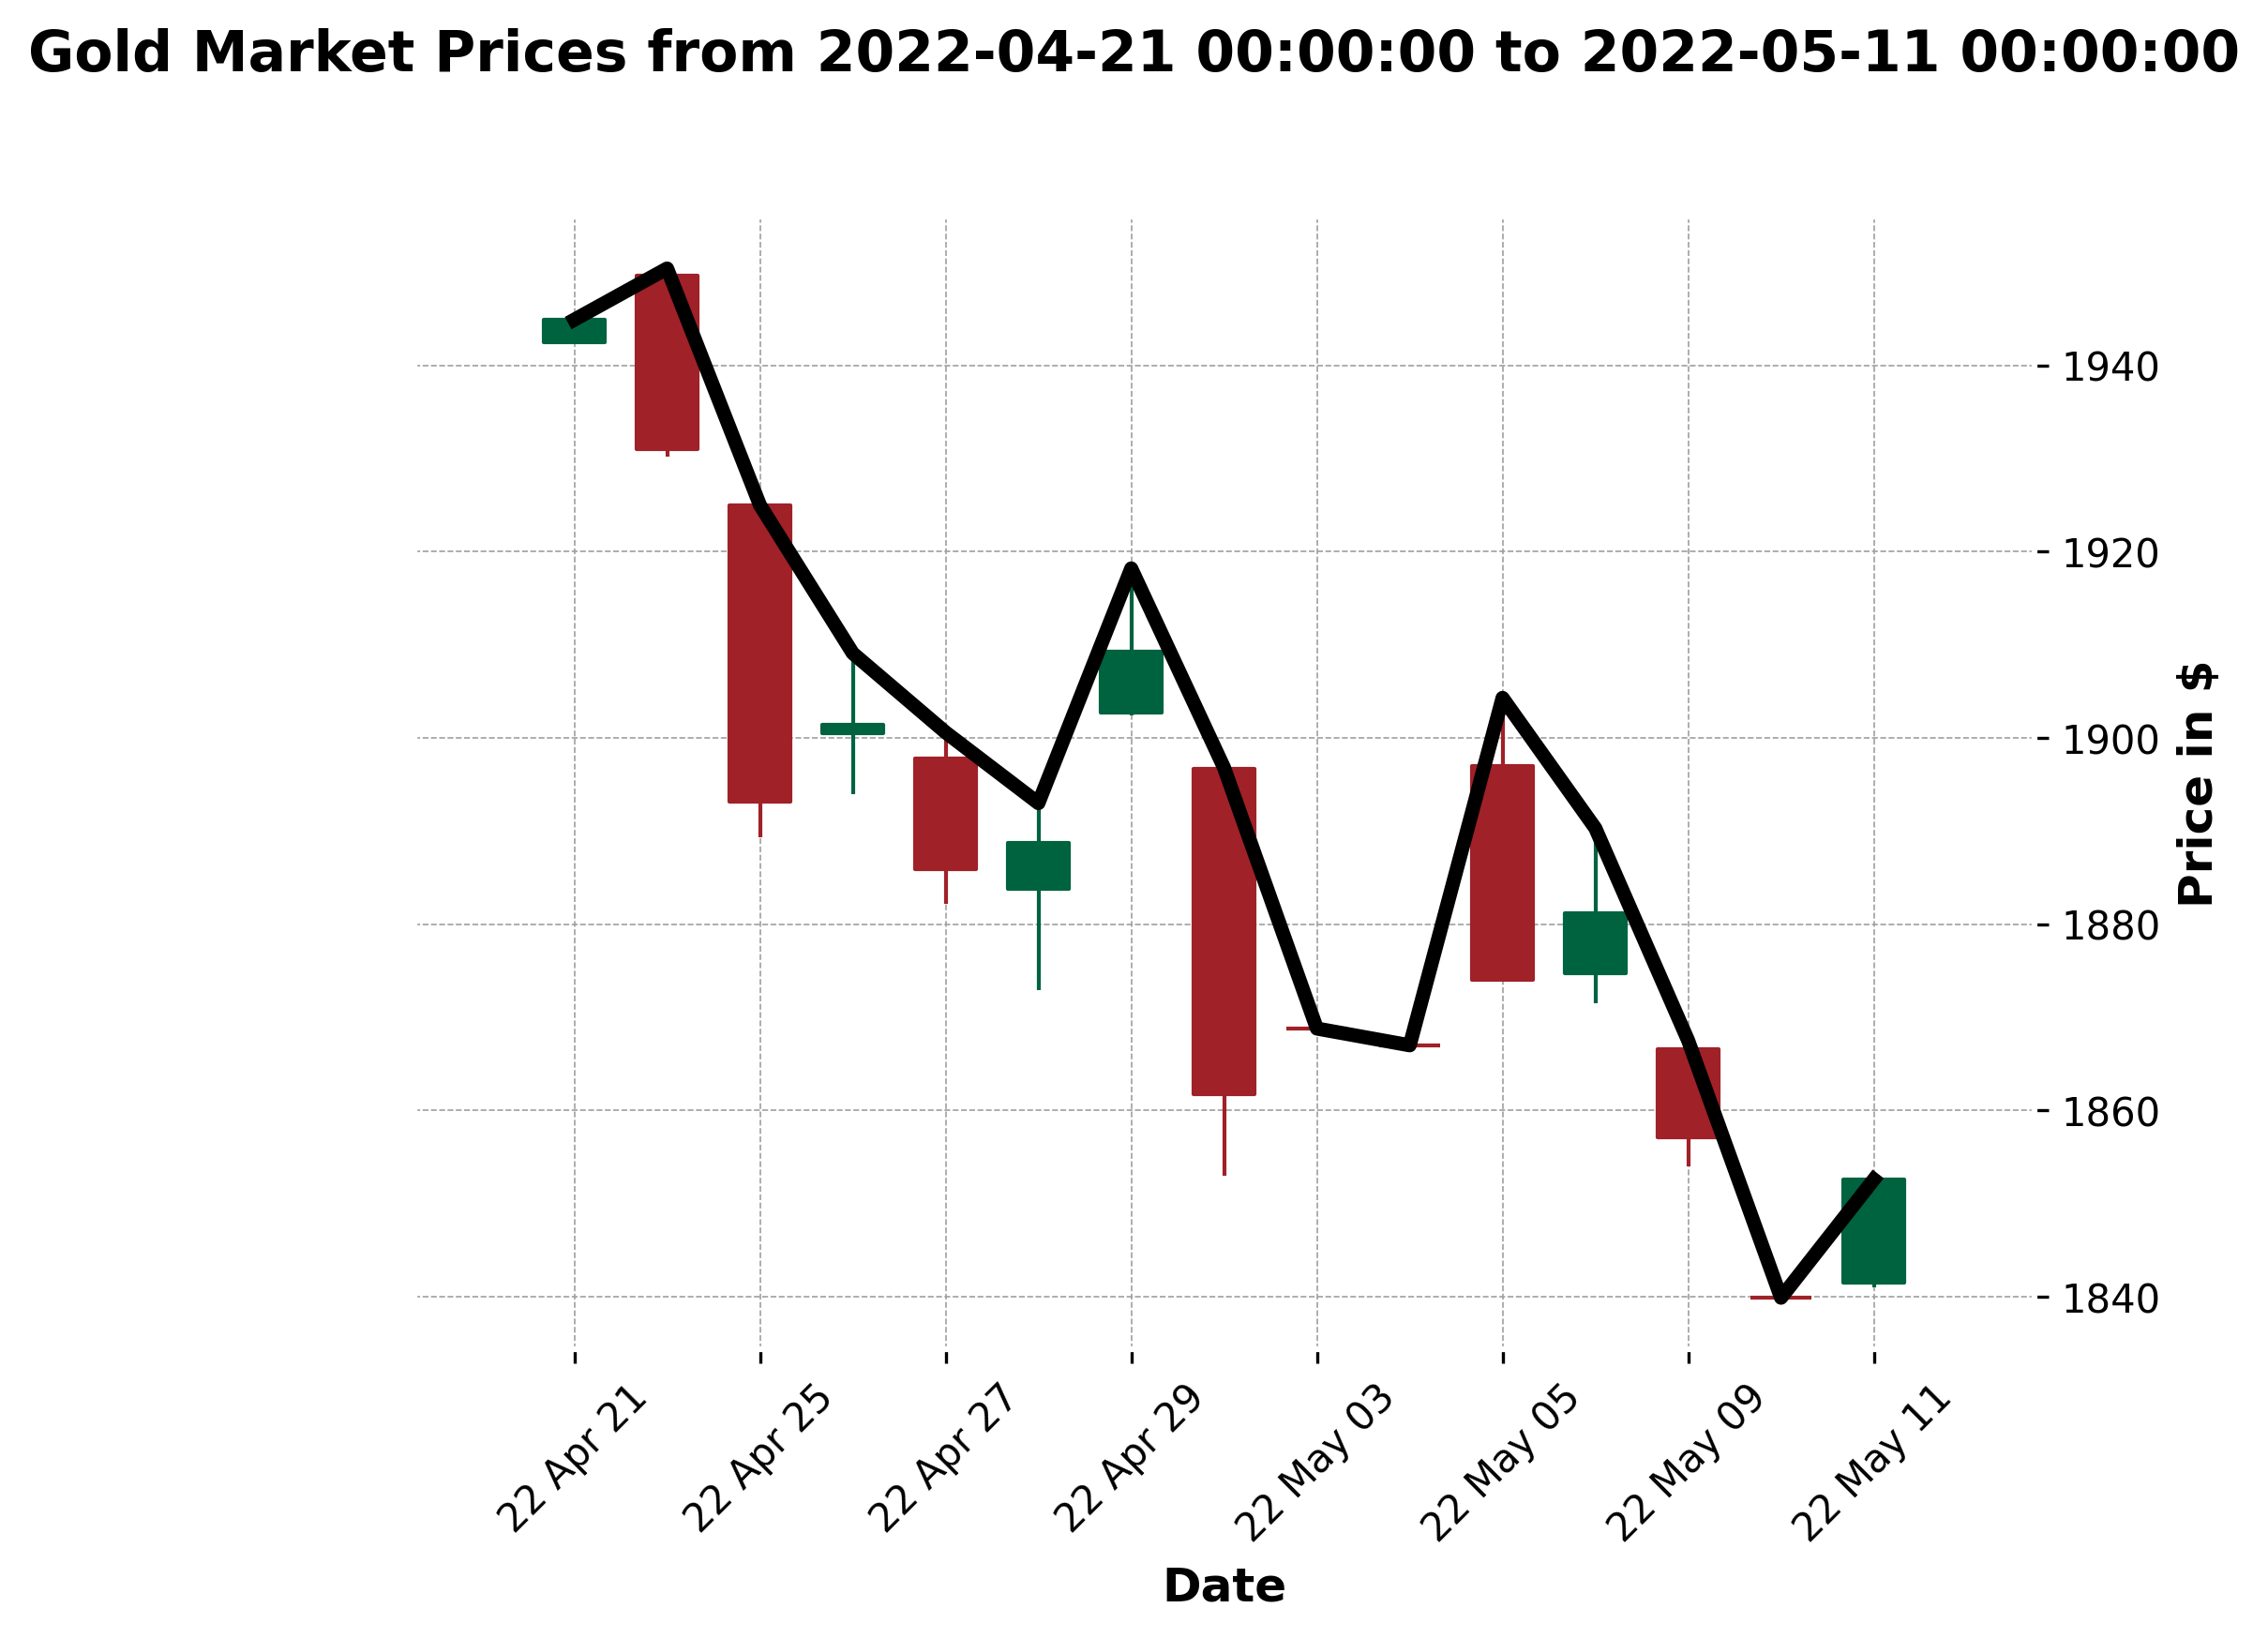 Gold Market Prices from 2022-04-21 00:00:00 to 2022-05-11 00:00:00
1940
1920
1900
1880
1860
1840
Price in $
22 Apr 21
22 Apr 25
22 Apr 27
22 Apr 29
22 May 03
22 May 05
22 May 09
22 May 11
Date